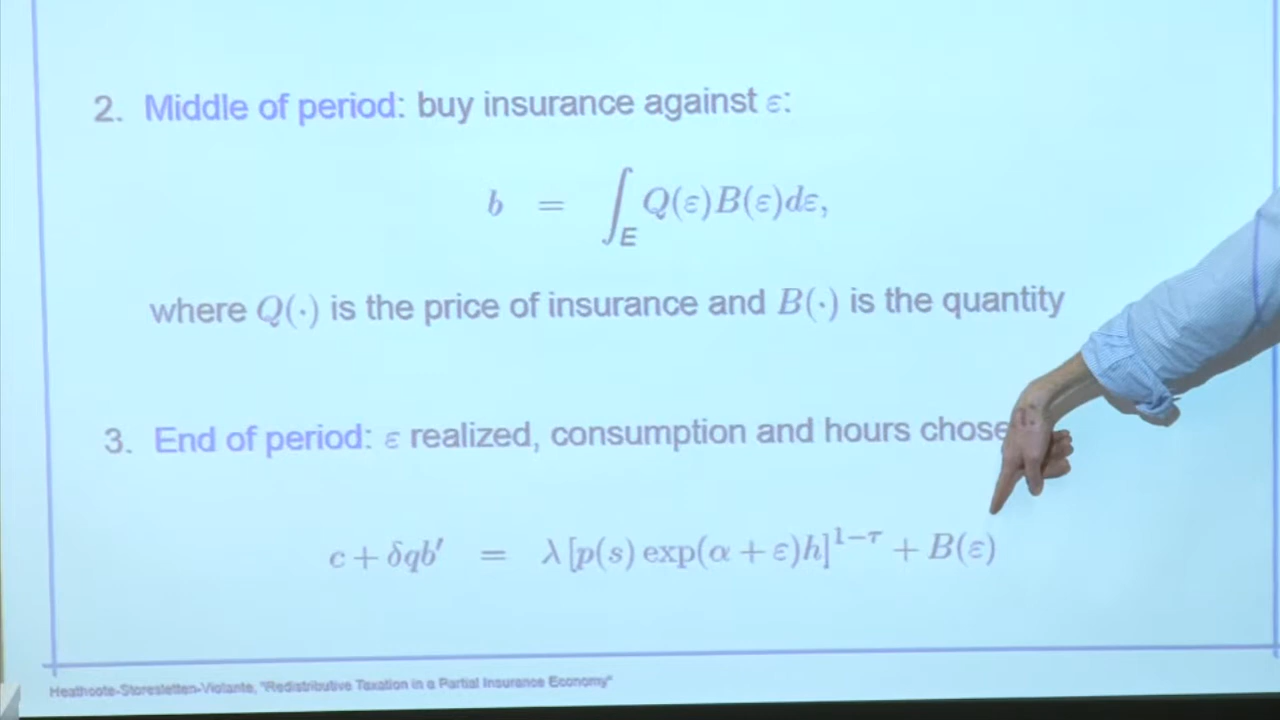 2. Middle of period: buy insurance against ε:
b = ∫_E Q(ε)B(ε)dε,
where Q(·) is the price of insurance and B(·) is the quantity
3. End of period: ε realized, consumption and hours chose
c + δqb′ = λ[p(s) exp(α + ε)h]^{1−τ} + B(ε)
Heathcote-Storesletten-Violante, "Redistributive Taxation in a Partial Insurance Economy"